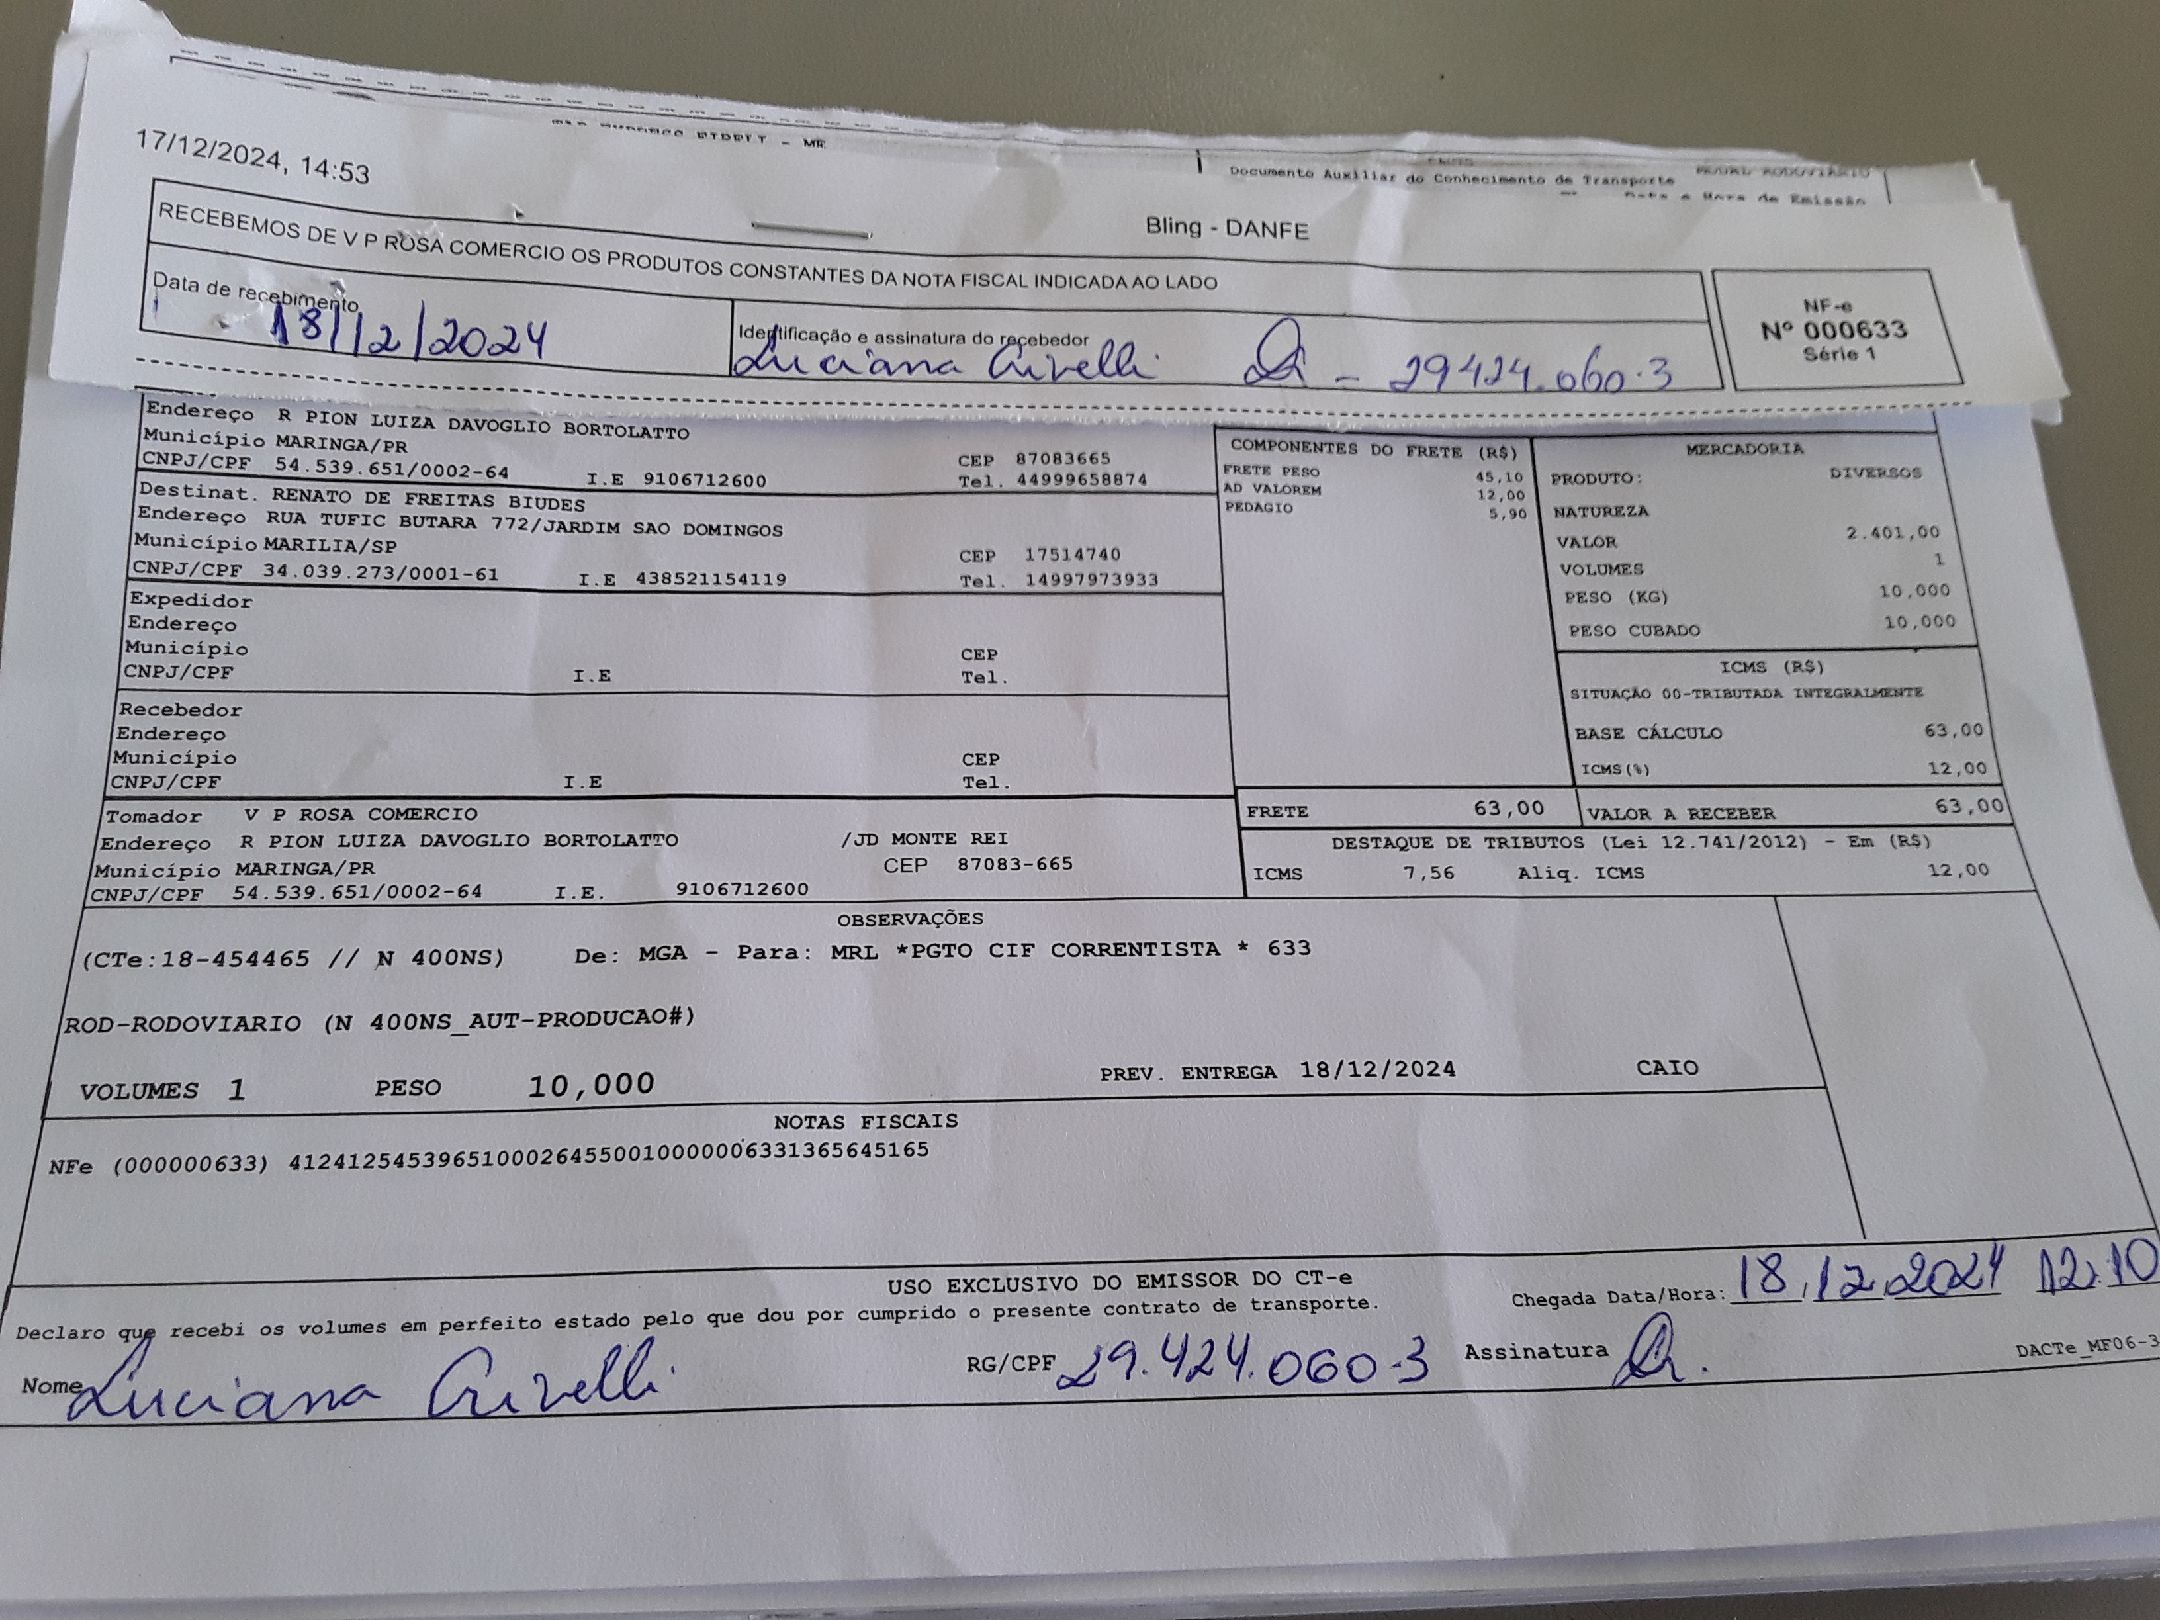 17/12/2024, 14:53
Documento Auxiliar do Conhecimento de Transporte
Data e Hora de Emissão
Bling - DANFE
RECEBEMOS DE V P ROSA COMERCIO OS PRODUTOS CONSTANTES DA NOTA FISCAL INDICADA AO LADO
Data de recebimento
18/12/2024
Identificação e assinatura do recebedor
Luciana Crivelli - 29424.060.3
NF-e
Nº 000633
Série 1
Endereço R PION LUIZA DAVOGLIO BORTOLATTO
Município MARINGA/PR CEP 87083665
CNPJ/CPF 54.539.651/0002-64 I.E 9106712600 Tel. 44999658874
Destinat. RENATO DE FREITAS BIUDES
Endereço RUA TUFIC BUTARA 772/JARDIM SAO DOMINGOS
Município MARILIA/SP CEP 17514740
CNPJ/CPF 34.039.273/0001-61 I.E 438521154119 Tel. 14997973933
Expedidor
Endereço
Município CEP
CNPJ/CPF I.E Tel.
Recebedor
Endereço
Município CEP
CNPJ/CPF I.E Tel.
Tomador V P ROSA COMERCIO
Endereço R PION LUIZA DAVOGLIO BORTOLATTO /JD MONTE REI
Município MARINGA/PR CEP 87083-665
CNPJ/CPF 54.539.651/0002-64 I.E. 9106712600
COMPONENTES DO FRETE (R$)
FRETE PESO 45,10
AD VALOREM 12,00
PEDAGIO 5,90
MERCADORIA
PRODUTO: DIVERSOS
NATUREZA
VALOR 2.401,00
VOLUMES 1
PESO (KG) 10,000
PESO CUBADO 10,000
ICMS (R$)
SITUAÇÃO 00-TRIBUTADA INTEGRALMENTE
BASE CÁLCULO 63,00
ICMS(%) 12,00
FRETE 63,00 VALOR A RECEBER 63,00
DESTAQUE DE TRIBUTOS (Lei 12.741/2012) - Em (R$)
ICMS 7,56 Aliq. ICMS 12,00
OBSERVAÇÕES
(CTe:18-454465 // N 400NS) De: MGA - Para: MRL *PGTO CIF CORRENTISTA * 633
ROD-RODOVIARIO (N 400NS_AUT-PRODUCAO#)
VOLUMES 1 PESO 10,000 PREV. ENTREGA 18/12/2024 CAIO
NOTAS FISCAIS
NFe (000000633) 41241254539651000264550010000006331365645165
USO EXCLUSIVO DO EMISSOR DO CT-e
Declaro que recebi os volumes em perfeito estado pelo que dou por cumprido o presente contrato de transporte.
Chegada Data/Hora: 18.12.2024 12:10
Nome Luciana Crivelli RG/CPF 29.424.060-3 Assinatura
DACTe_MF06-3